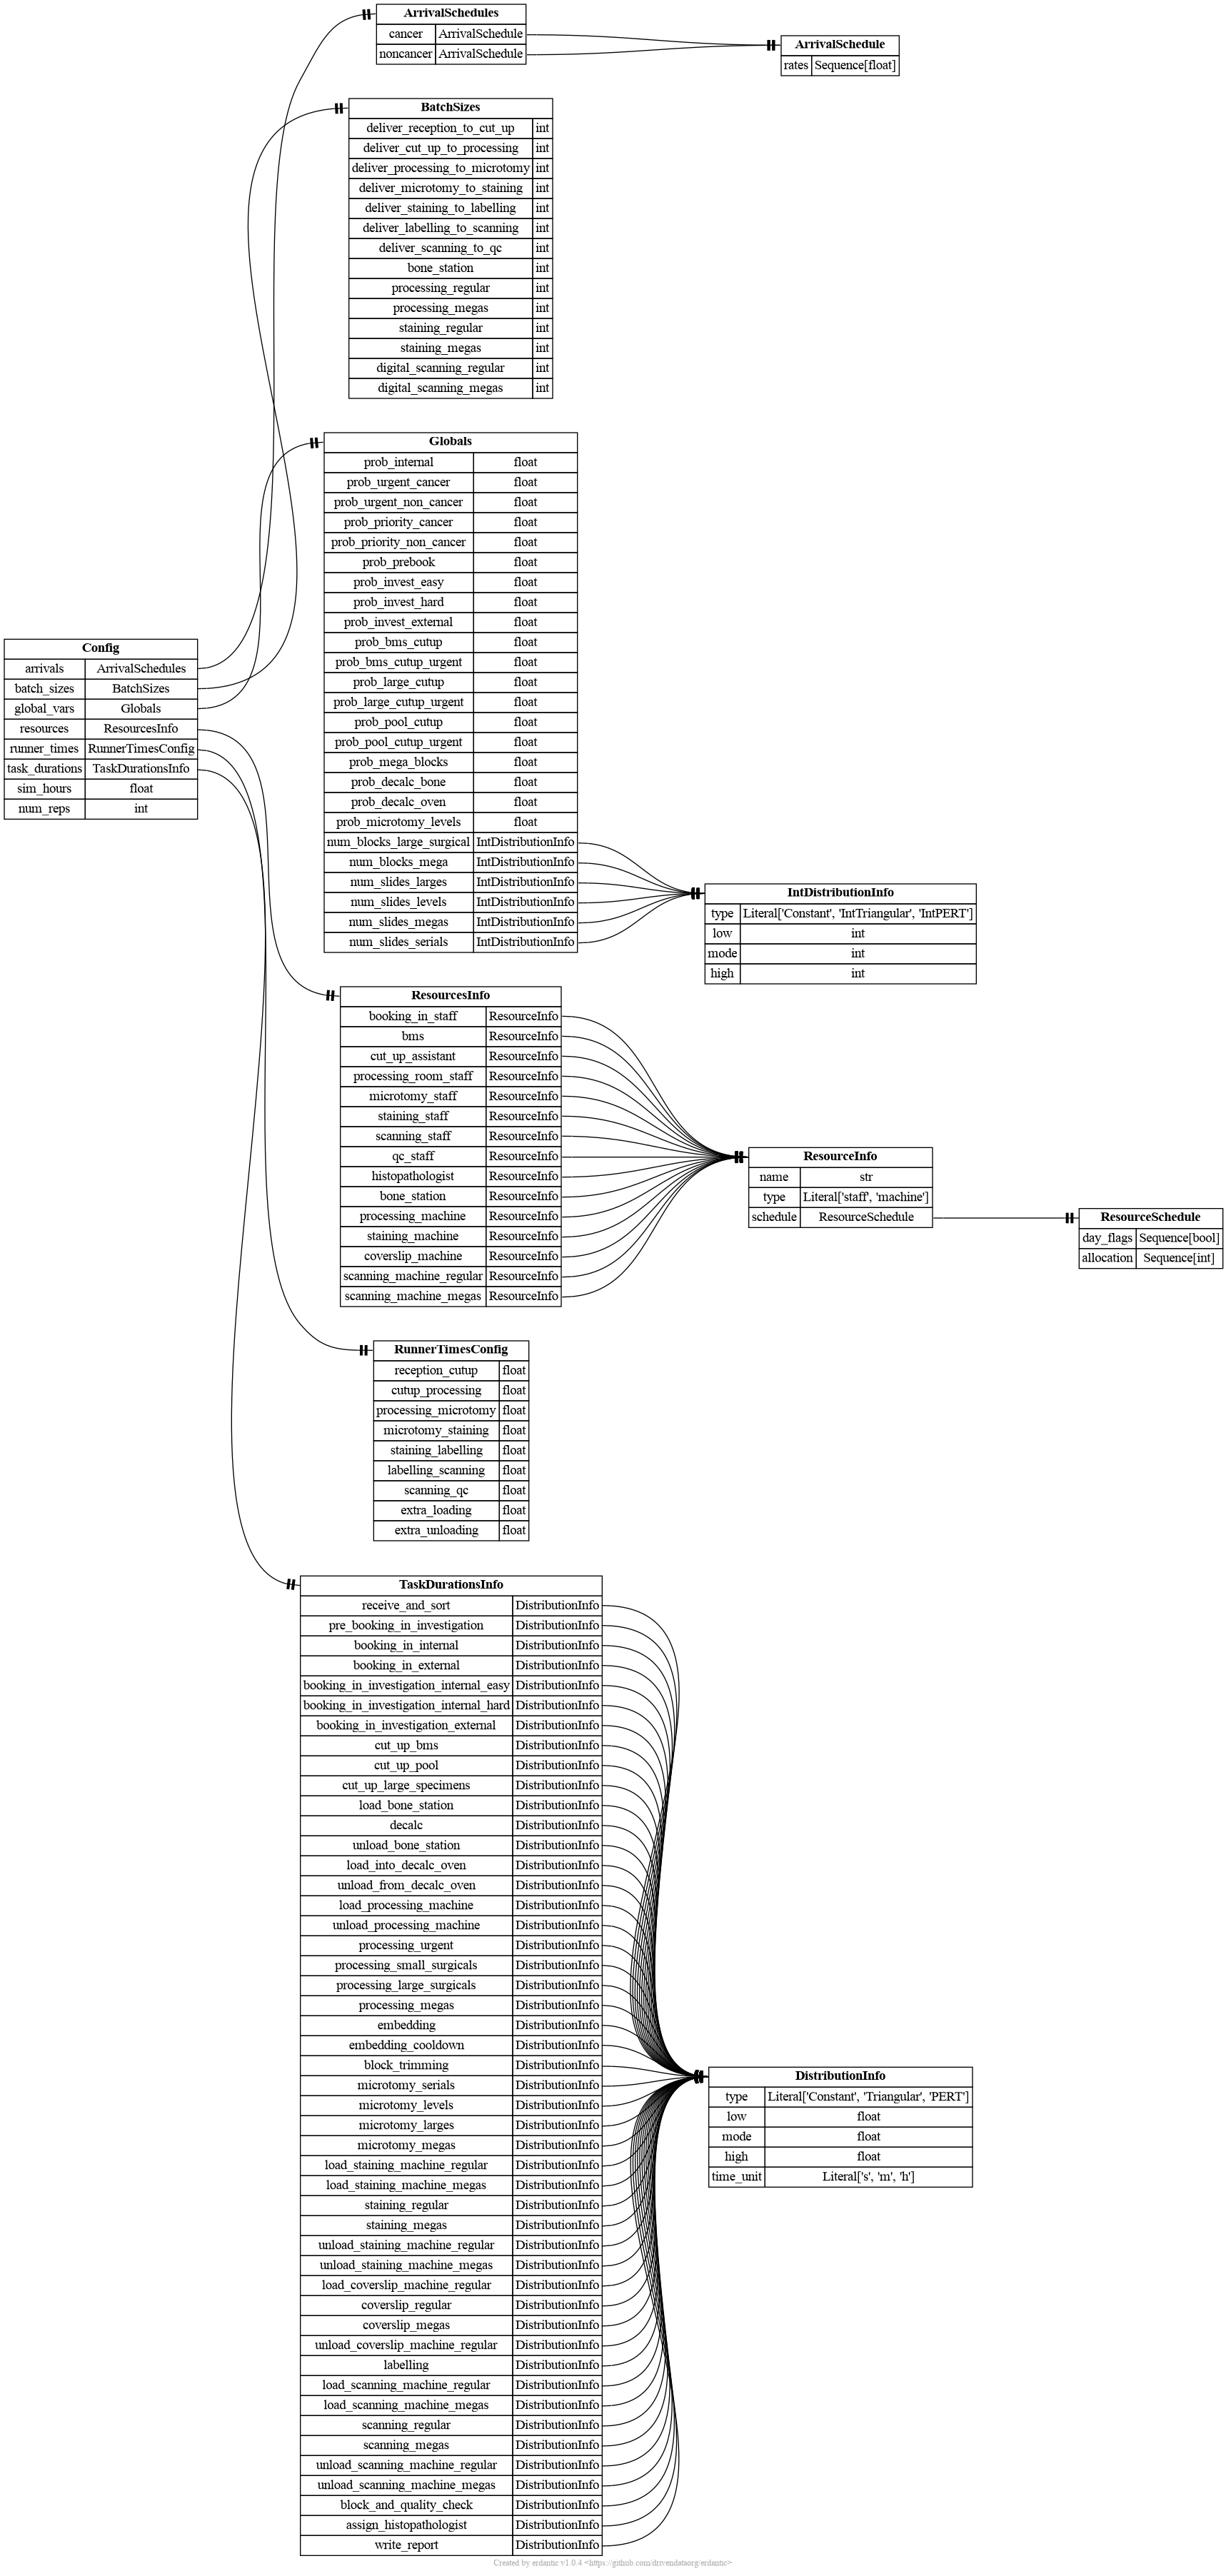 ArrivalSchedules
cancer ArrivalSchedule
noncancer ArrivalSchedule
ArrivalSchedule
rates Sequence[float]
BatchSizes
deliver_reception_to_cut_up int
deliver_cut_up_to_processing int
deliver_processing_to_microtomy int
deliver_microtomy_to_staining int
deliver_staining_to_labelling int
deliver_labelling_to_scanning int
deliver_scanning_to_qc int
bone_station int
processing_regular int
processing_megas int
staining_regular int
staining_megas int
digital_scanning_regular int
digital_scanning_megas int
Globals
prob_internal float
prob_urgent_cancer float
prob_urgent_non_cancer float
prob_priority_cancer float
prob_priority_non_cancer float
prob_prebook float
prob_invest_easy float
prob_invest_hard float
prob_invest_external float
prob_bms_cutup float
prob_bms_cutup_urgent float
prob_large_cutup float
prob_large_cutup_urgent float
prob_pool_cutup float
prob_pool_cutup_urgent float
prob_mega_blocks float
prob_decalc_bone float
prob_decalc_oven float
prob_microtomy_levels float
num_blocks_large_surgical IntDistributionInfo
num_blocks_mega IntDistributionInfo
num_slides_larges IntDistributionInfo
num_slides_levels IntDistributionInfo
num_slides_megas IntDistributionInfo
num_slides_serials IntDistributionInfo
Config
arrivals ArrivalSchedules
batch_sizes BatchSizes
global_vars Globals
resources ResourcesInfo
runner_times RunnerTimesConfig
task_durations TaskDurationsInfo
sim_hours float
num_reps int
IntDistributionInfo
type Literal['Constant', 'IntTriangular', 'IntPERT']
low int
mode int
high int
ResourcesInfo
booking_in_staff ResourceInfo
bms ResourceInfo
cut_up_assistant ResourceInfo
processing_room_staff ResourceInfo
microtomy_staff ResourceInfo
staining_staff ResourceInfo
scanning_staff ResourceInfo
qc_staff ResourceInfo
histopathologist ResourceInfo
bone_station ResourceInfo
processing_machine ResourceInfo
staining_machine ResourceInfo
coverslip_machine ResourceInfo
scanning_machine_regular ResourceInfo
scanning_machine_megas ResourceInfo
ResourceInfo
name str
type Literal['staff', 'machine']
schedule ResourceSchedule
ResourceSchedule
day_flags Sequence[bool]
allocation Sequence[int]
RunnerTimesConfig
reception_cutup float
cutup_processing float
processing_microtomy float
microtomy_staining float
staining_labelling float
labelling_scanning float
scanning_qc float
extra_loading float
extra_unloading float
TaskDurationsInfo
receive_and_sort DistributionInfo
pre_booking_in_investigation DistributionInfo
booking_in_internal DistributionInfo
booking_in_external DistributionInfo
booking_in_investigation_internal_easy DistributionInfo
booking_in_investigation_internal_hard DistributionInfo
booking_in_investigation_external DistributionInfo
cut_up_bms DistributionInfo
cut_up_pool DistributionInfo
cut_up_large_specimens DistributionInfo
load_bone_station DistributionInfo
decalc DistributionInfo
unload_bone_station DistributionInfo
load_into_decalc_oven DistributionInfo
unload_from_decalc_oven DistributionInfo
load_processing_machine DistributionInfo
unload_processing_machine DistributionInfo
processing_urgent DistributionInfo
processing_small_surgicals DistributionInfo
processing_large_surgicals DistributionInfo
processing_megas DistributionInfo
embedding DistributionInfo
embedding_cooldown DistributionInfo
block_trimming DistributionInfo
microtomy_serials DistributionInfo
microtomy_levels DistributionInfo
microtomy_larges DistributionInfo
microtomy_megas DistributionInfo
load_staining_machine_regular DistributionInfo
load_staining_machine_megas DistributionInfo
staining_regular DistributionInfo
staining_megas DistributionInfo
unload_staining_machine_regular DistributionInfo
unload_staining_machine_megas DistributionInfo
load_coverslip_machine_regular DistributionInfo
coverslip_regular DistributionInfo
coverslip_megas DistributionInfo
unload_coverslip_machine_regular DistributionInfo
labelling DistributionInfo
load_scanning_machine_regular DistributionInfo
load_scanning_machine_megas DistributionInfo
scanning_regular DistributionInfo
scanning_megas DistributionInfo
unload_scanning_machine_regular DistributionInfo
unload_scanning_machine_megas DistributionInfo
block_and_quality_check DistributionInfo
assign_histopathologist DistributionInfo
write_report DistributionInfo
DistributionInfo
type Literal['Constant', 'Triangular', 'PERT']
low float
mode float
high float
time_unit Literal['s', 'm', 'h']
Created by erdantic v1.0.4 <https://github.com/drivendataorg/erdantic>